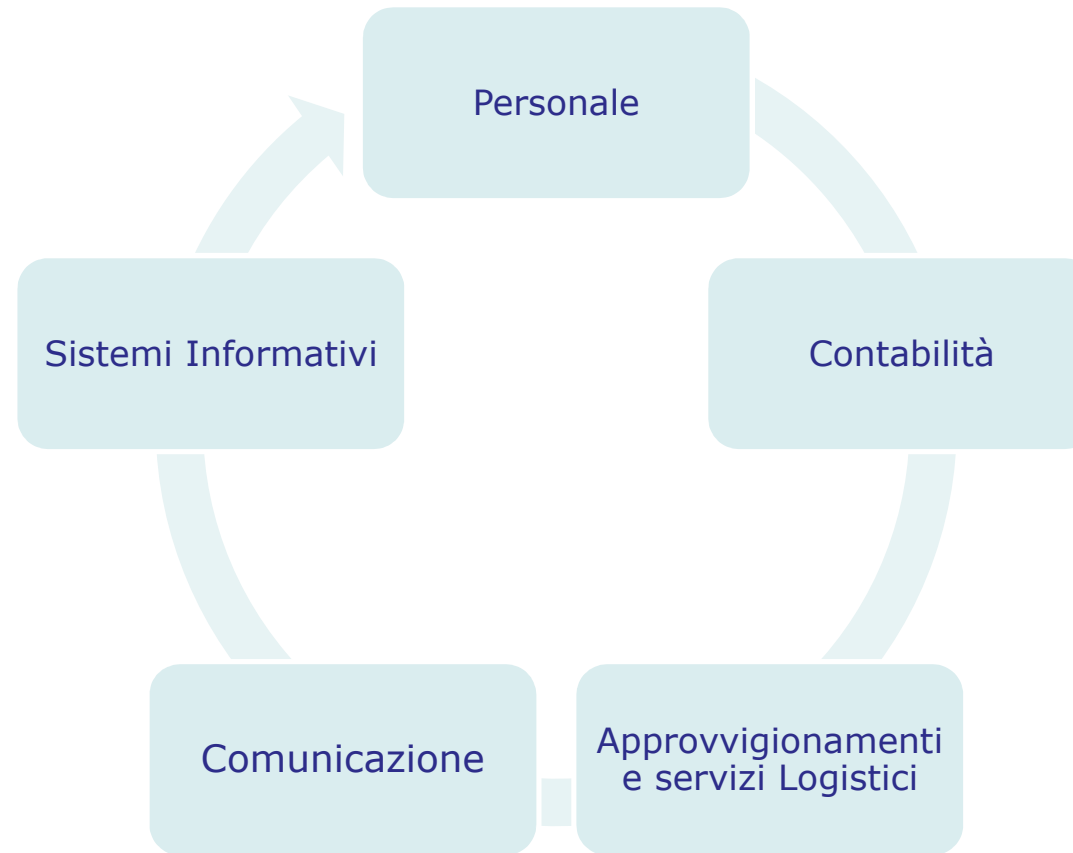 Personale
Contabilità
Approvvigionamenti
e servizi Logistici
Comunicazione
Sistemi Informativi